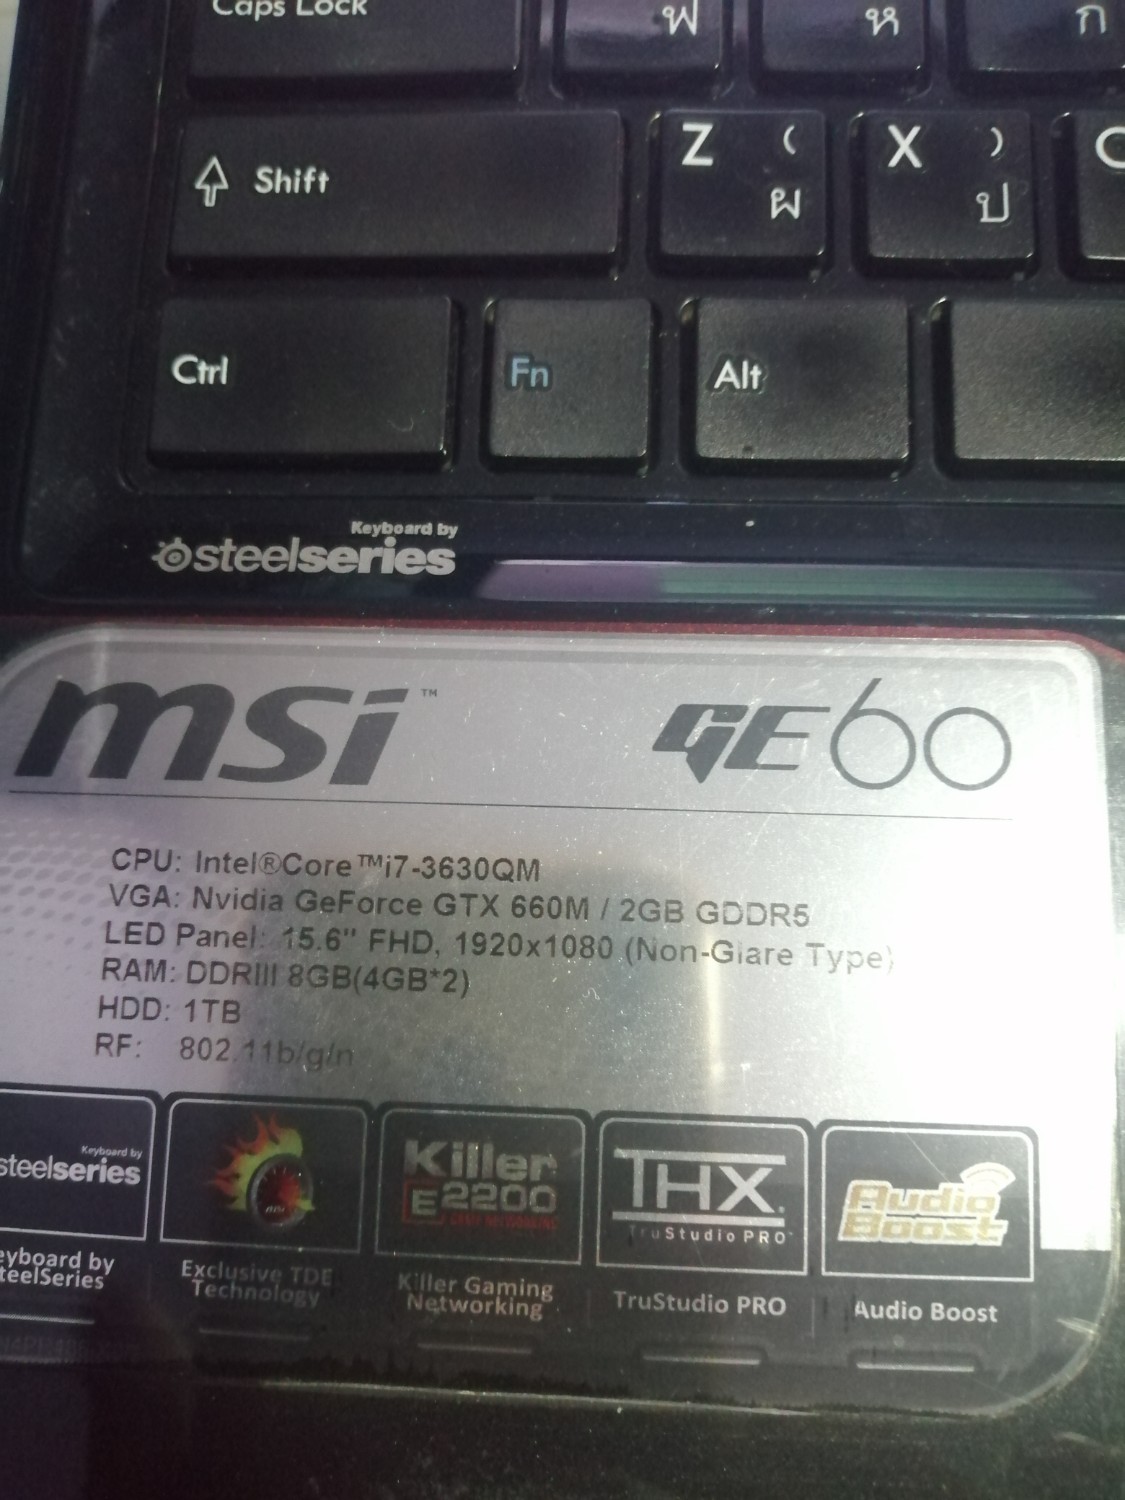 Caps Lock ฟ ห ก
Shift Z ( ผ X ) ป C
Ctrl Fn Alt
Keyboard by
steelseries
msi™ GE60
CPU: Intel®Core™i7-3630QM
VGA: Nvidia GeForce GTX 660M / 2GB GDDR5
LED Panel: 15.6" FHD, 1920x1080 (Non-Glare Type)
RAM: DDRIII 8GB(4GB*2)
HDD: 1TB
RF: 802.11b/g/n
Keyboard by
steelseries
Killer
E2200
THX
TruStudio PRO
Audio
Boost
eyboard by
teelSeries
Exclusive TDE
Technology
Killer Gaming
Networking
TruStudio PRO
Audio Boost